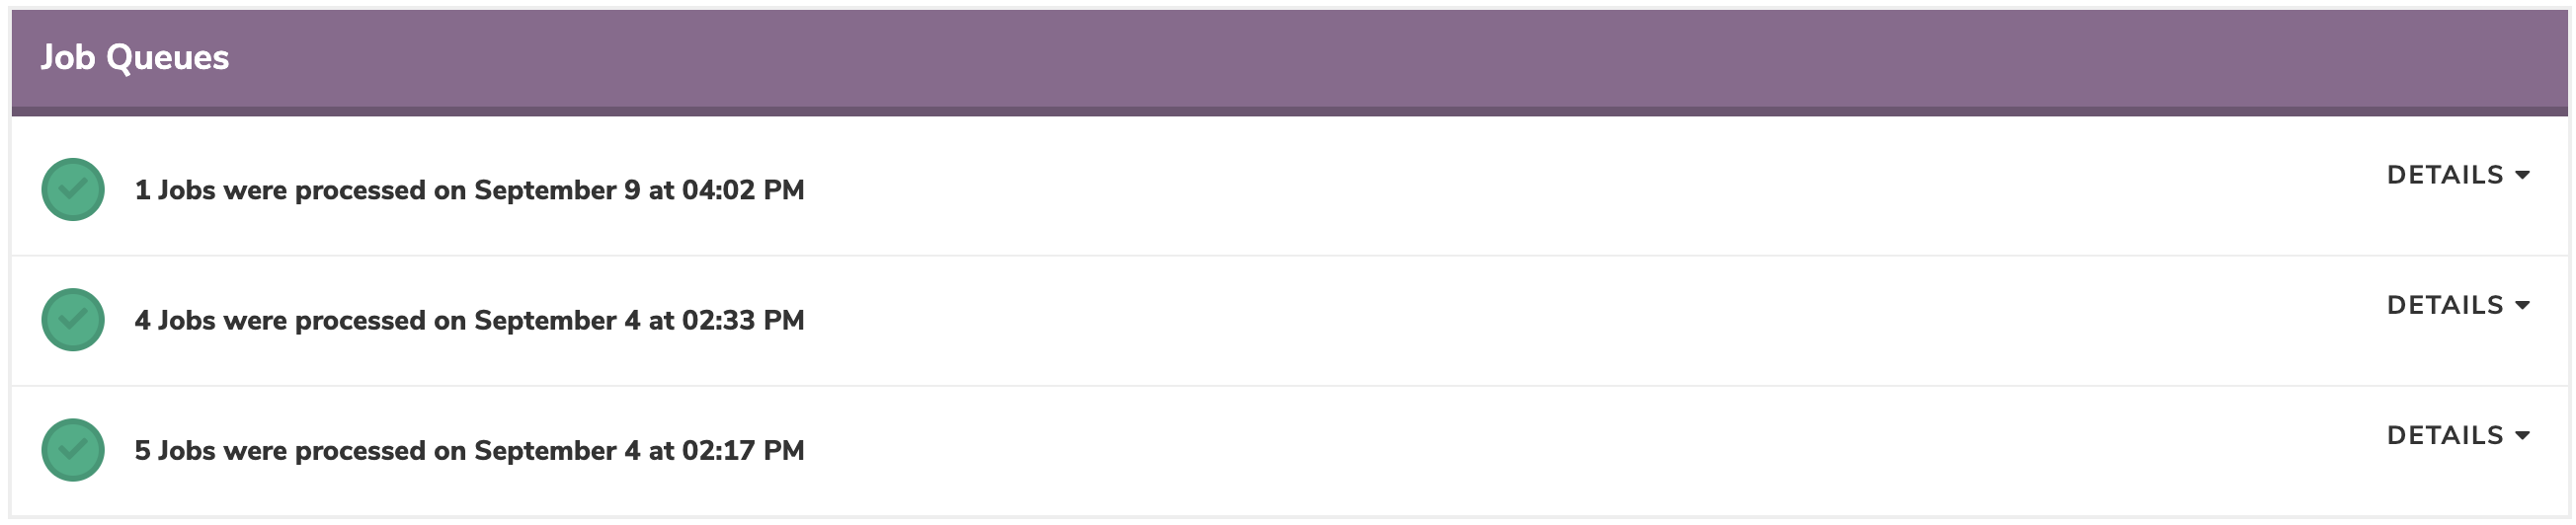 Job Queues
1 Jobs were processed on September 9 at 04:02 PM
DETAILS
4 Jobs were processed on September 4 at 02:33 PM
DETAILS
5 Jobs were processed on September 4 at 02:17 PM
DETAILS